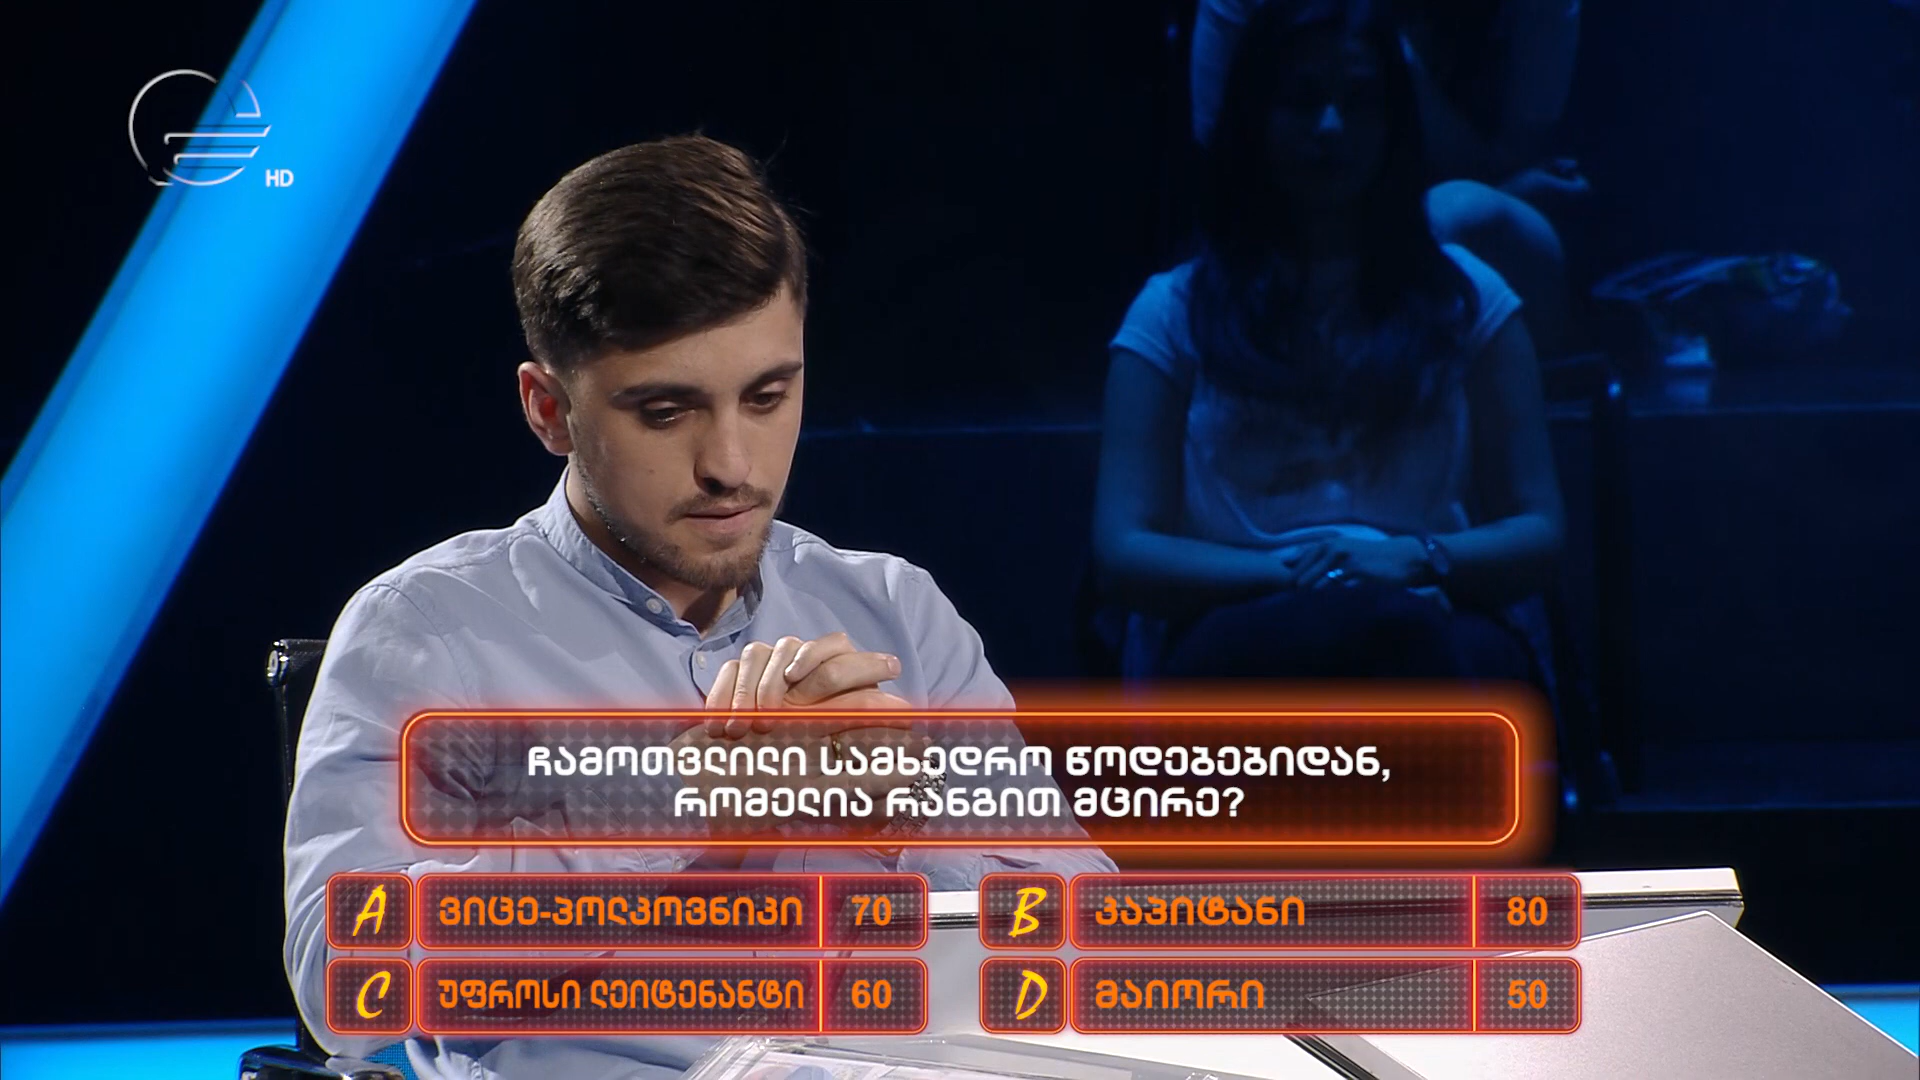 HD
ჩამოთვლილი სამხედრო წოდებებიდან,
რომელია რანგით მცირე?
A ვიცე-პოლკოვნიკი 70
B კაპიტანი 80
C უფროსი ლეიტენანტი 60
D მაიორი 50